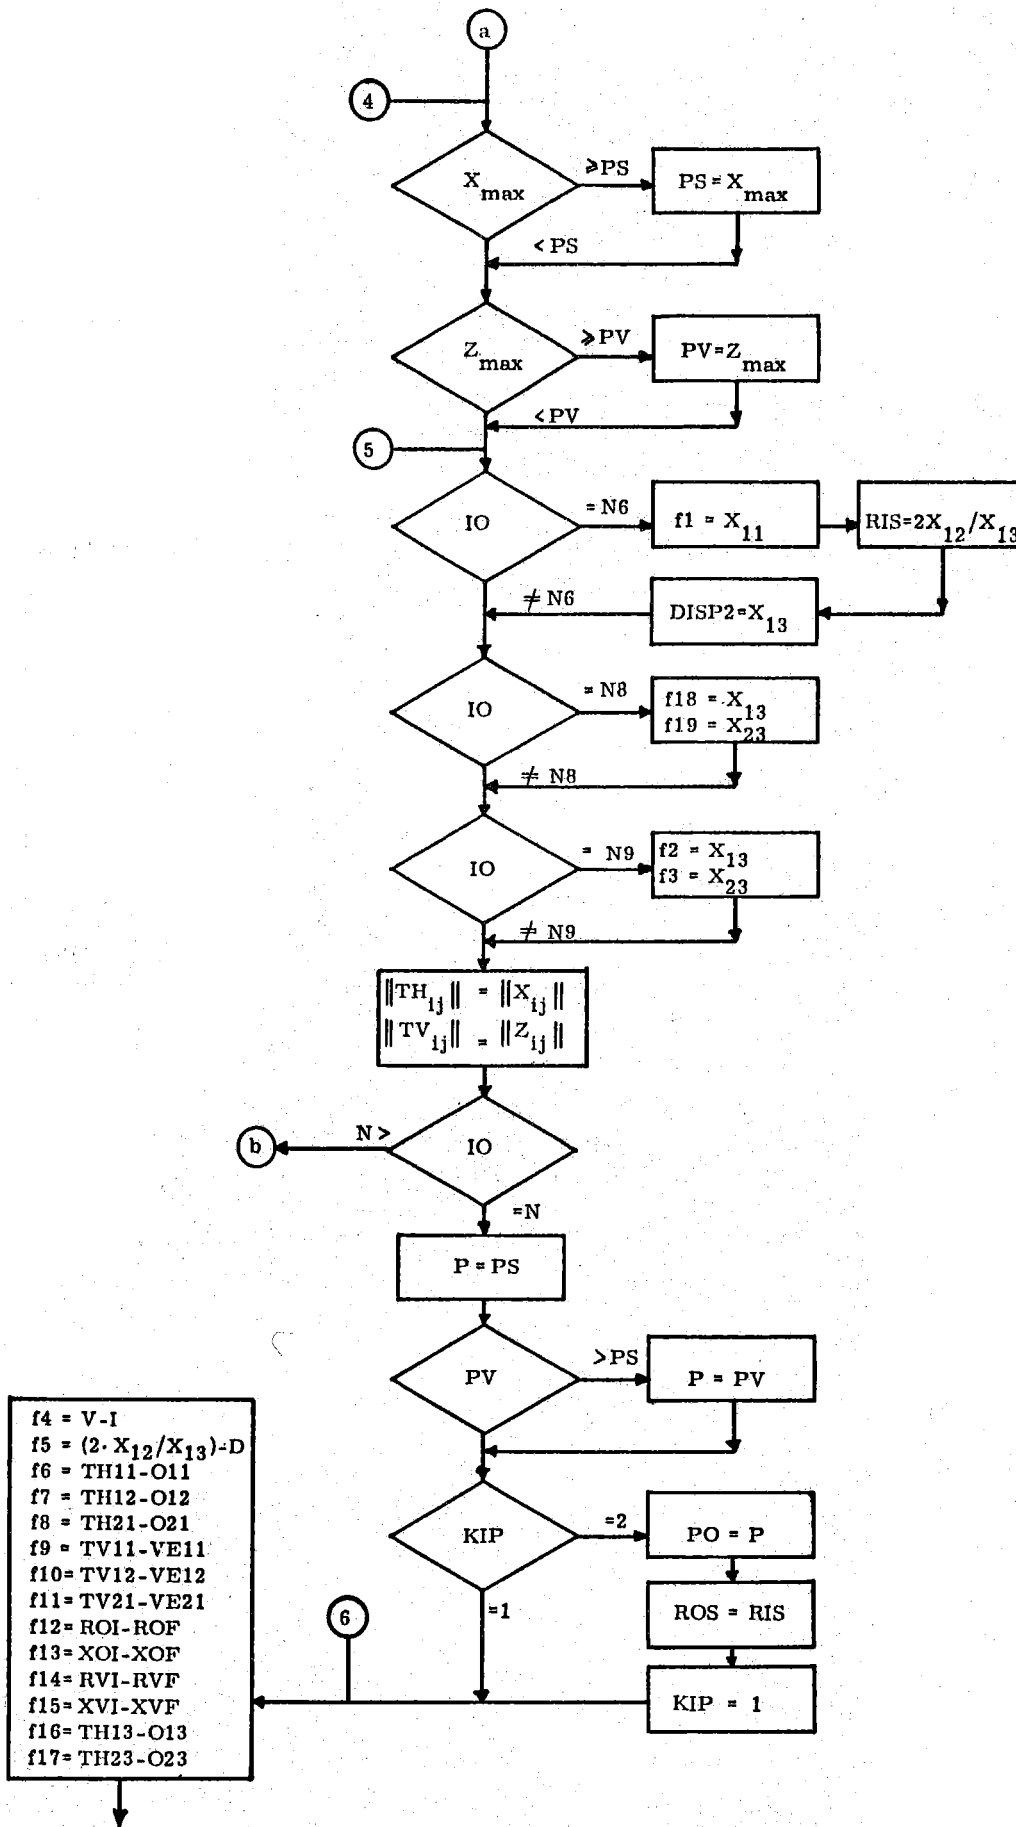 a
4
X max
≥PS
PS=X max
< PS
Z max
≥PV
PV=Z max
<PV
5
IO
= N6
f1 = X11
RIS=2X12/X13
≠ N6
DISP2=X13
IO
= N8
f18 = X13
f19 = X23
≠ N8
IO
= N9
f2 = X13
f3 = X23
≠ N9
||THij|| = ||Xij||
||TVij|| = ||Zij||
b
N >
IO
=N
P = PS
PV
>PS
P = PV
KIP
=2
PO = P
=1
ROS = RIS
6
KIP = 1
f4 = V-I
f5 = (2· X12/X13)-D
f6 = TH11-O11
f7 = TH12-O12
f8 = TH21-O21
f9 = TV11-VE11
f10= TV12-VE12
f11= TV21-VE21
f12= ROI-ROF
f13= XOI-XOF
f14= RVI-RVF
f15= XVI-XVF
f16= TH13-O13
f17= TH23-O23